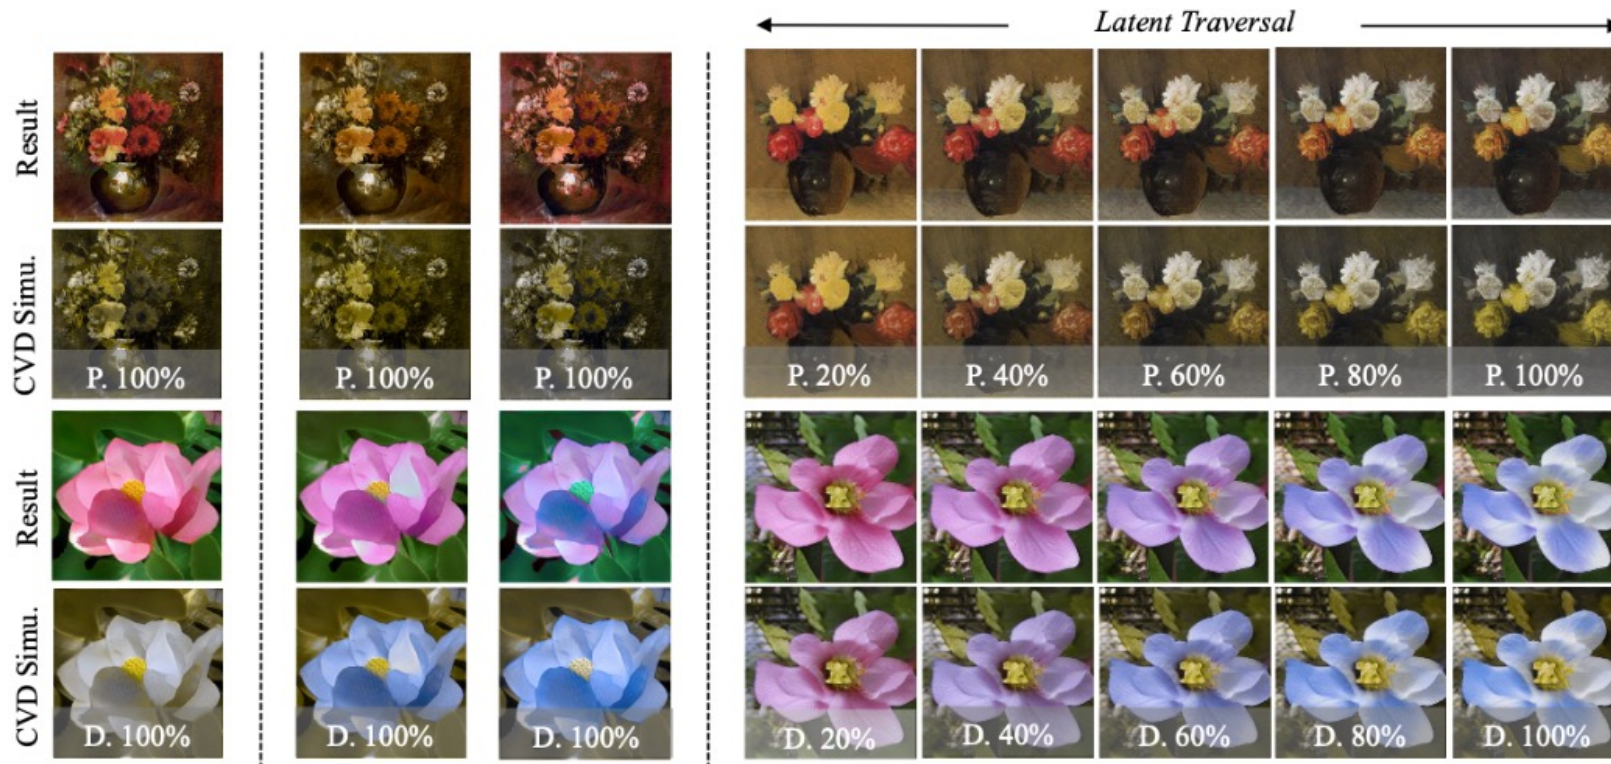 Latent Traversal
Result
CVD Simu.
P. 100%
P. 100%
P. 100%
P. 20%
P. 40%
P. 60%
P. 80%
P. 100%
Result
CVD Simu.
D. 100%
D. 100%
D. 100%
D. 20%
D. 40%
D. 60%
D. 80%
D. 100%